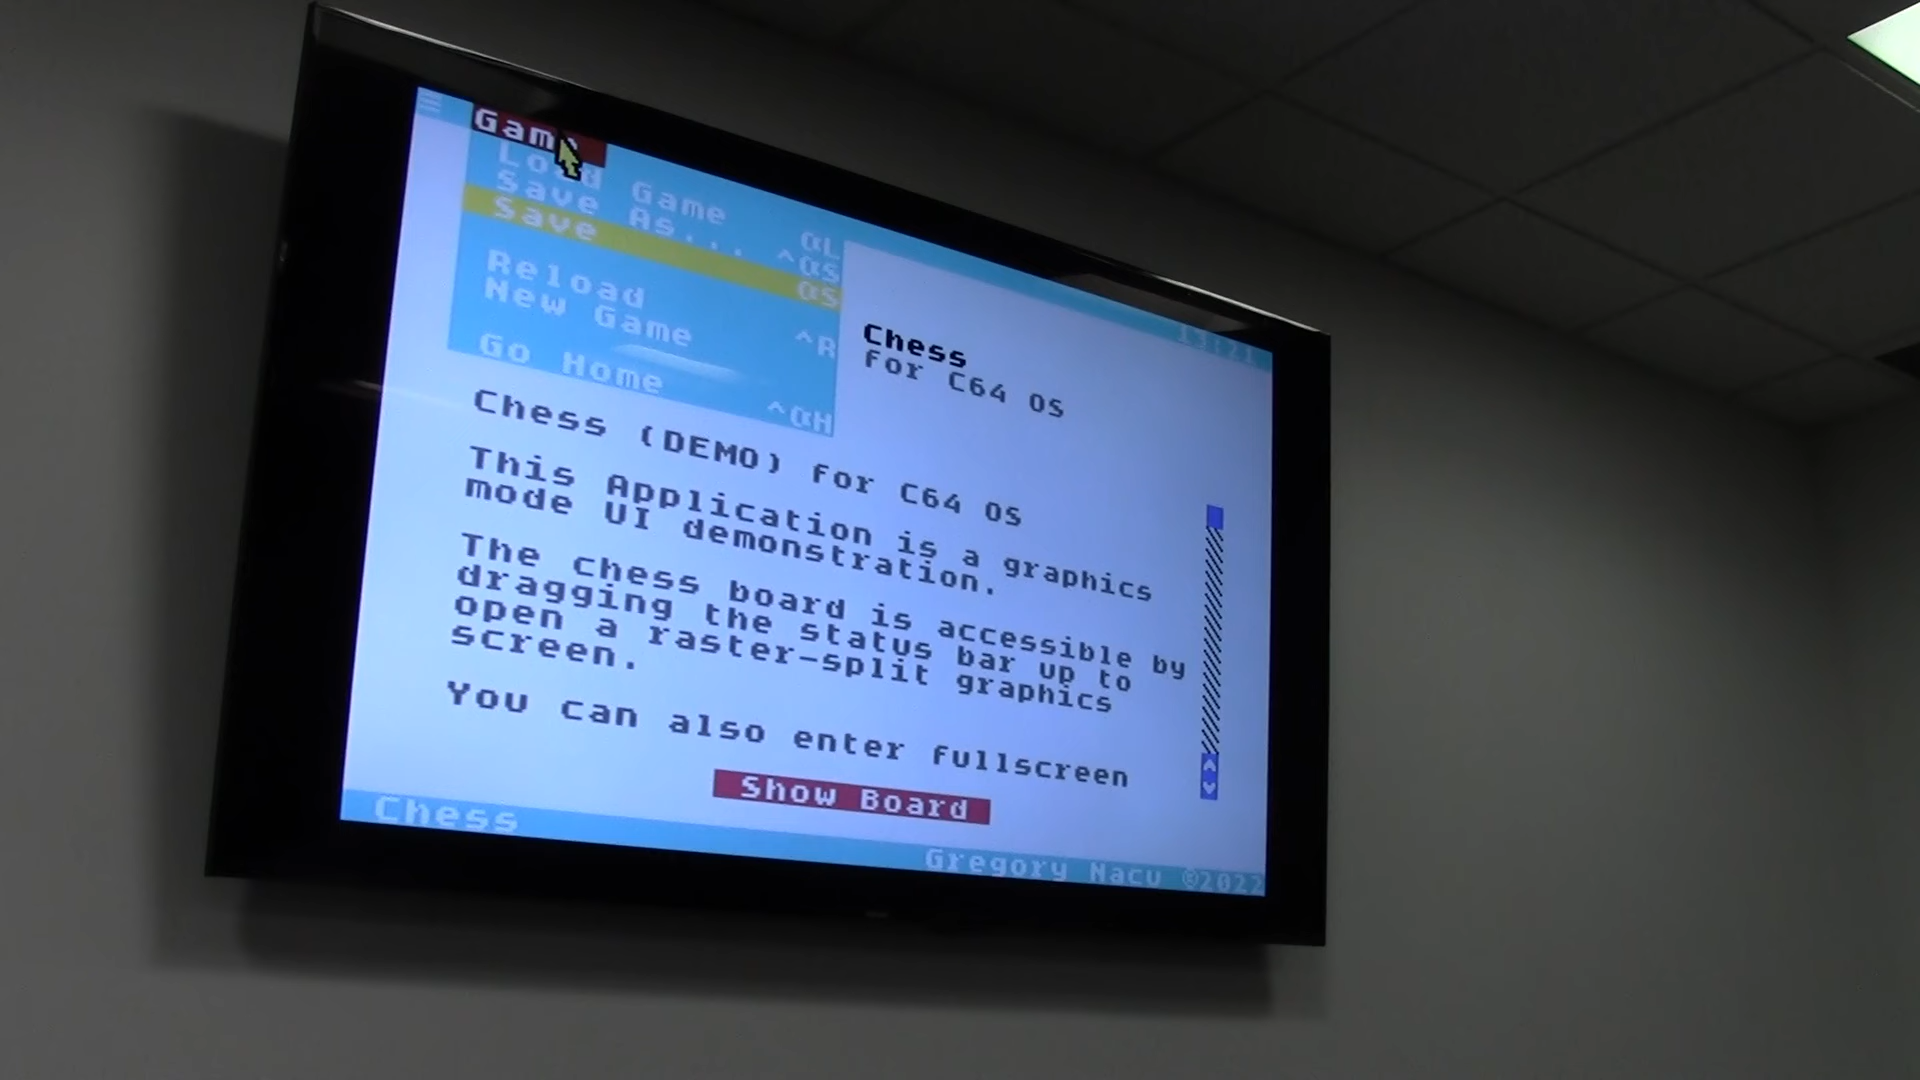 Game
13:21
Load Game αL
Save As... ^αS
Save αS
Reload ^R
New Game
Go Home ^αH
Chess
for C64 OS
Chess (DEMO) for C64 OS
This Application is a graphics
mode UI demonstration.
The chess board is accessible by
dragging the status bar up to
open a raster-split graphics
screen.
You can also enter fullscreen
Show Board
Chess
Gregory Nacu ©2022